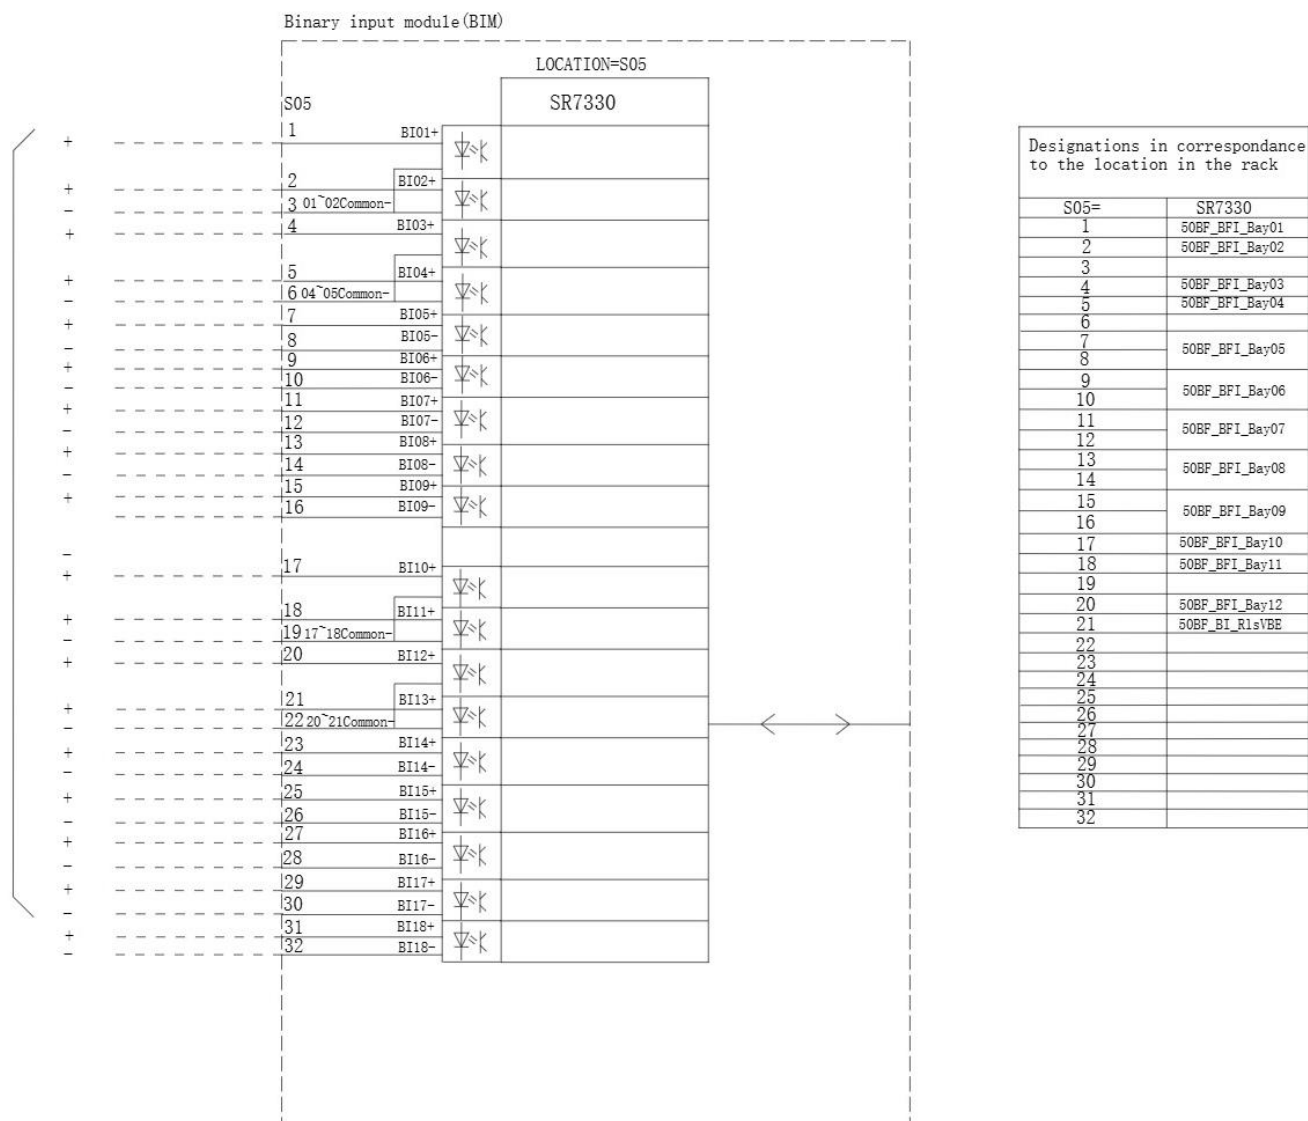 Binary input module(BIM)
LOCATION=S05
S05
SR7330
1 BI01+
+
2 BI02+
+
3 01~02Common-
-
4 BI03+
+
5 BI04+
+
6 04~05Common-
-
7 BI05+
+
8 BI05-
-
9 BI06+
+
10 BI06-
-
11 BI07+
+
12 BI07-
-
13 BI08+
+
14 BI08-
-
15 BI09+
+
16 BI09-
-
17 BI10+
+
18 BI11+
+
19 17~18Common-
-
20 BI12+
+
21 BI13+
+
22 20~21Common-
-
23 BI14+
+
24 BI14-
-
25 BI15+
+
26 BI15-
-
27 BI16+
+
28 BI16-
-
29 BI17+
+
30 BI17-
-
31 BI18+
+
32 BI18-
-
Designations in correspondance
to the location in the rack
S05= SR7330
1 50BF_BFI_Bay01
2 50BF_BFI_Bay02
3
4 50BF_BFI_Bay03
5 50BF_BFI_Bay04
6
7
8
50BF_BFI_Bay05
9
10
50BF_BFI_Bay06
11
12
50BF_BFI_Bay07
13
14
50BF_BFI_Bay08
15
16
50BF_BFI_Bay09
17 50BF_BFI_Bay10
18 50BF_BFI_Bay11
19
20 50BF_BFI_Bay12
21 50BF_BI_RlsVBE
22
23
24
25
26
27
28
29
30
31
32